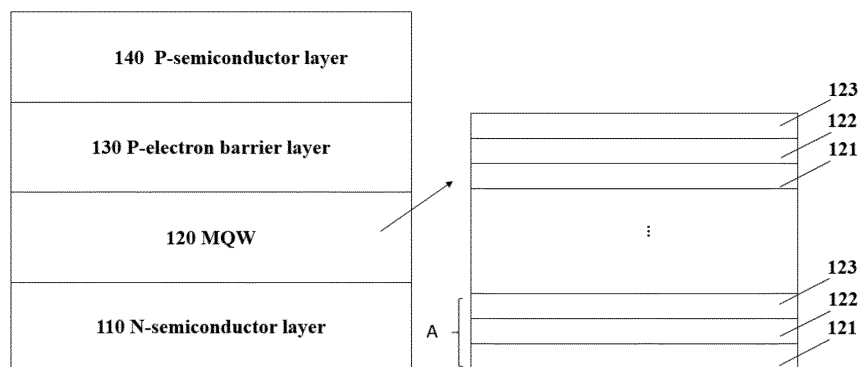 140 P-semiconductor layer
130 P-electron barrier layer
120 MQW
110 N-semiconductor layer
123
122
121
⋮
123
A
122
121